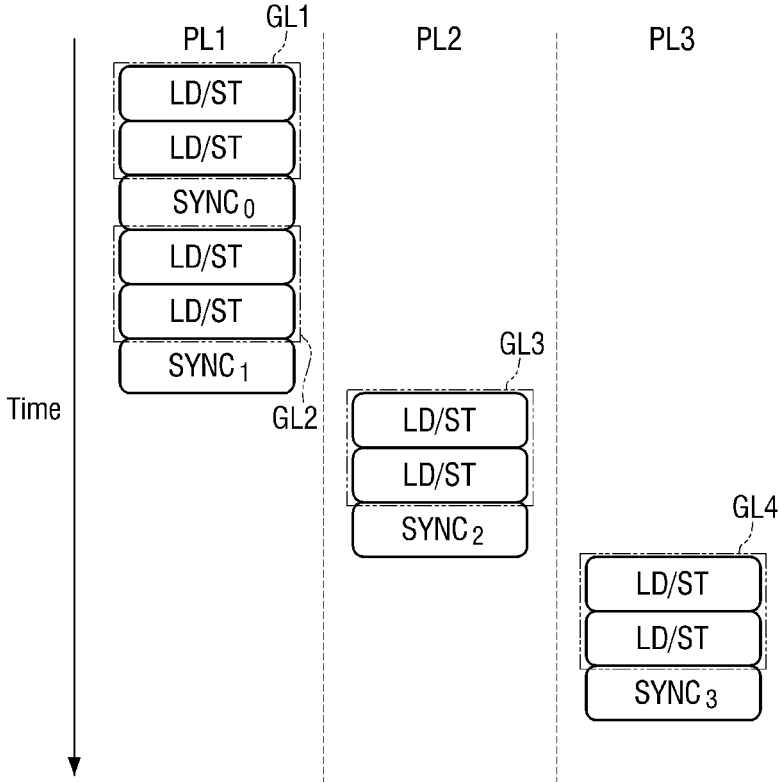 GL1
PL1 PL2 PL3
LD/ST
LD/ST
SYNC0
LD/ST
LD/ST
SYNC1
GL2
Time
GL3
LD/ST
LD/ST
SYNC2
GL4
LD/ST
LD/ST
SYNC3